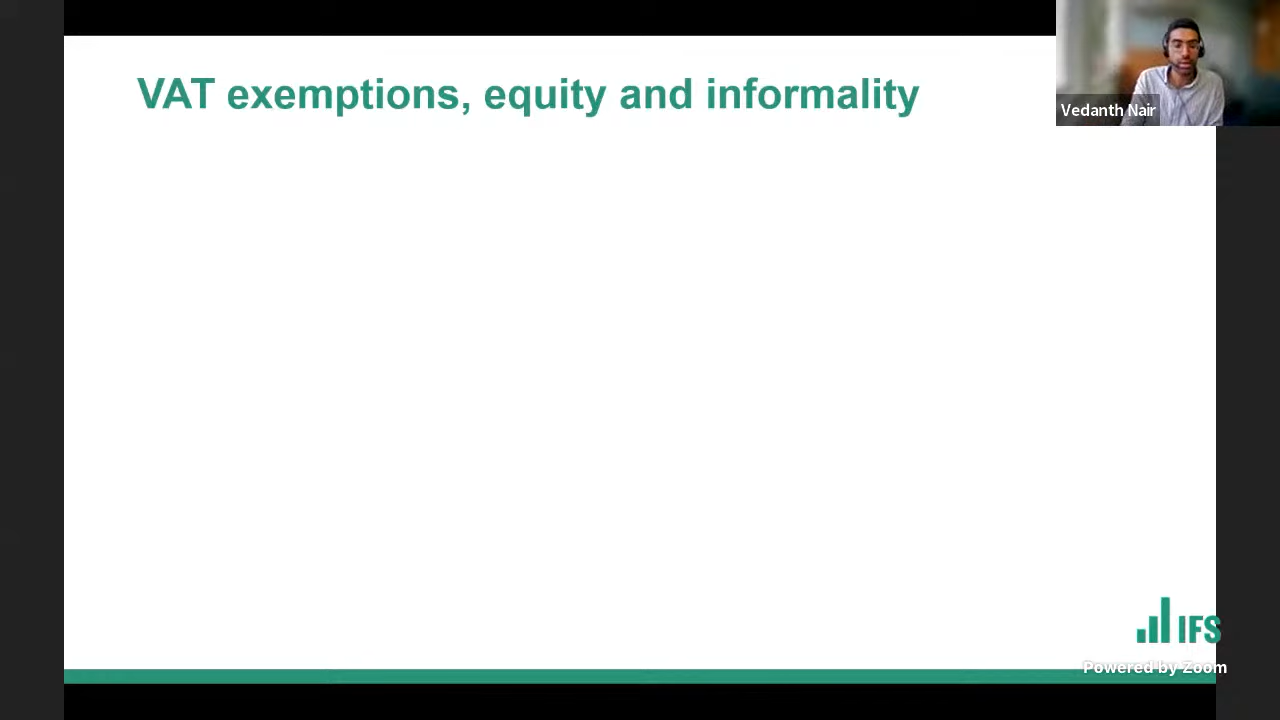 VAT exemptions, equity and informality
Vedanth Nair
IFS
Powered by Zoom